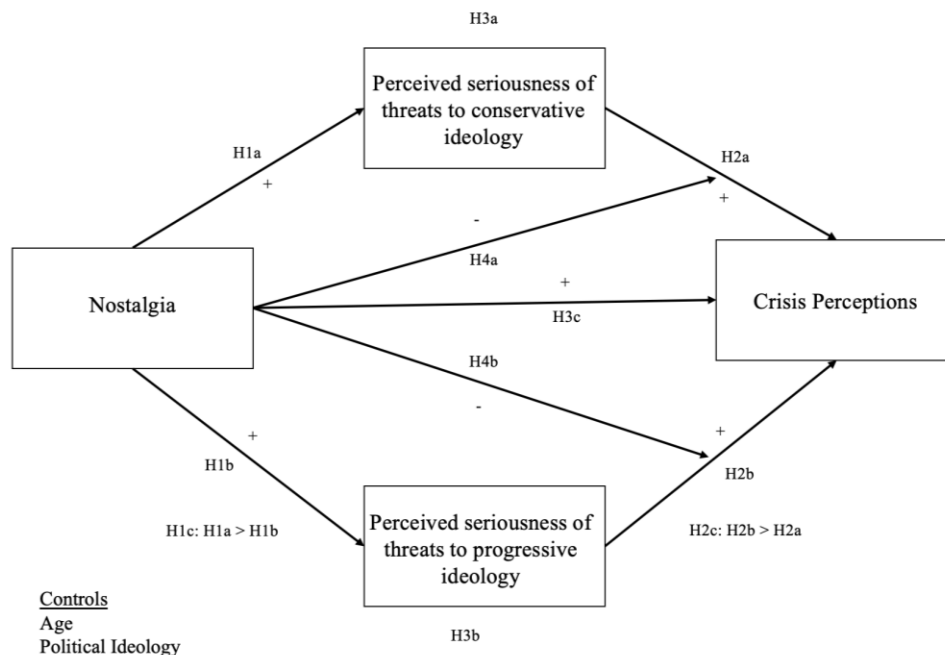 H3a
Perceived seriousness of
threats to conservative
ideology
H1a
+
H2a
+
-
H4a
Nostalgia
+
H3c
Crisis Perceptions
H4b
-
+
H1b
+
H2b
H1c: H1a > H1b
Perceived seriousness of
threats to progressive
ideology
H2c: H2b > H2a
Controls
Age
Political Ideology
H3b